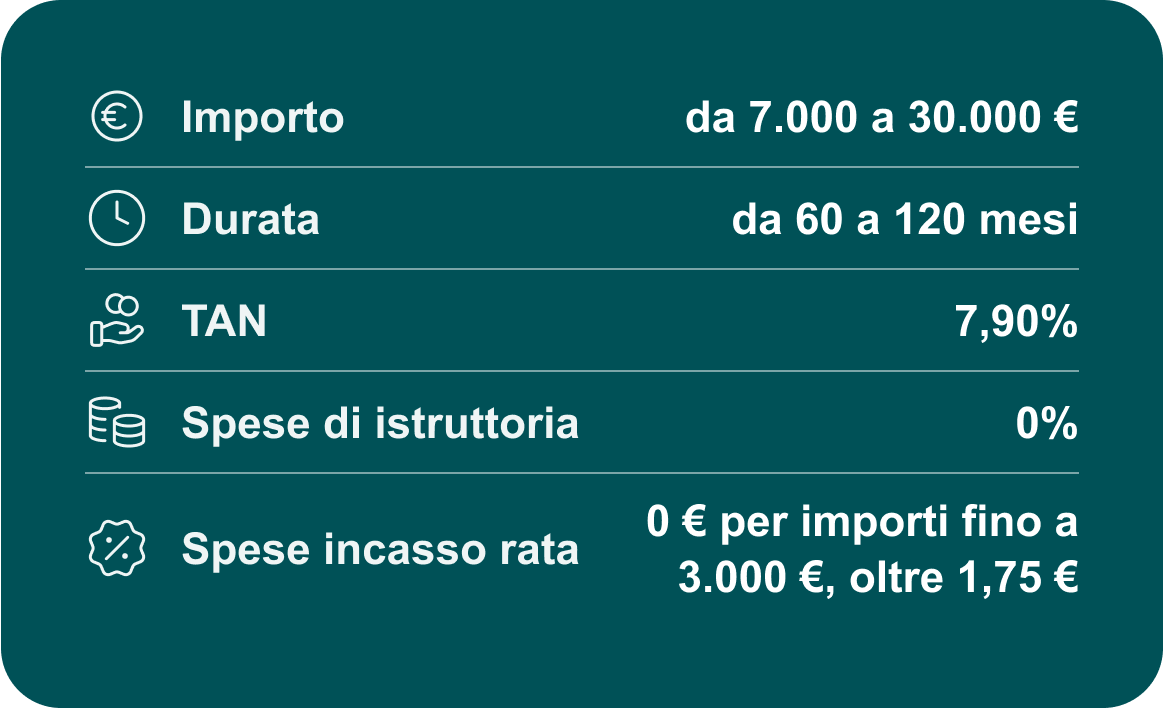 Importo da 7.000 a 30.000 €
Durata da 60 a 120 mesi
TAN 7,90%
Spese di istruttoria 0%
Spese incasso rata 0 € per importi fino a
3.000 €, oltre 1,75 €